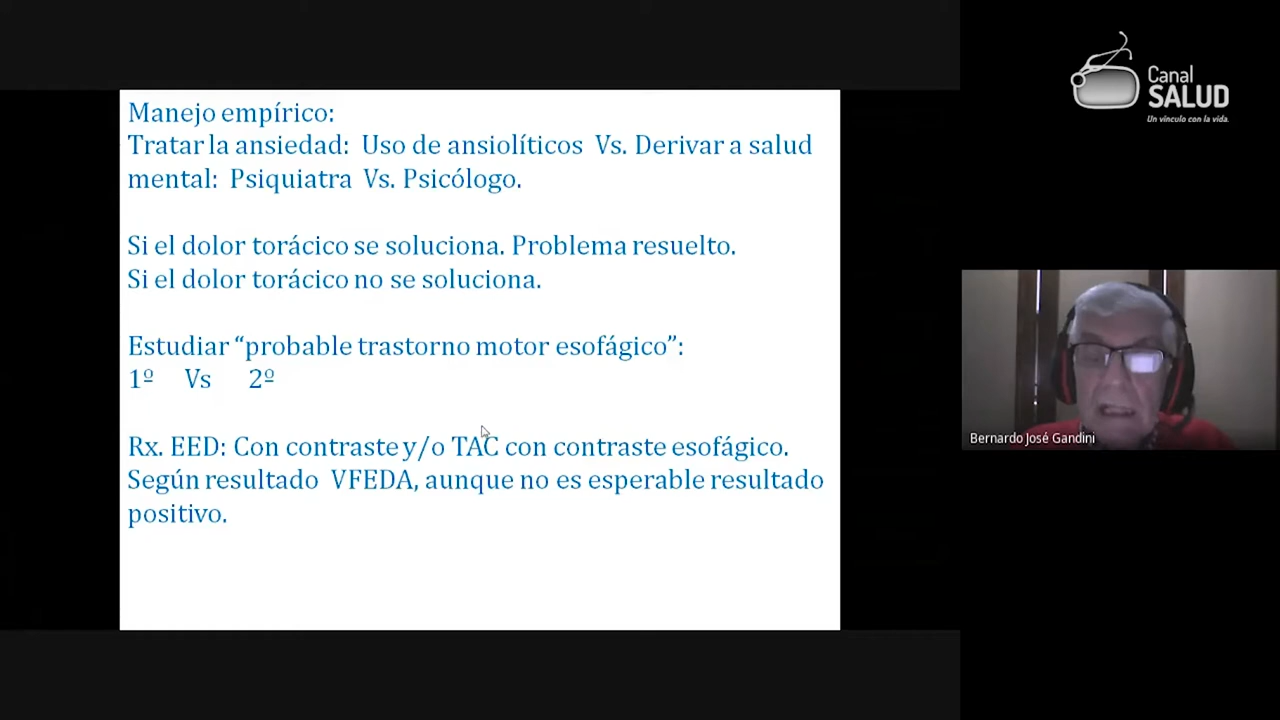 Manejo empírico:
Tratar la ansiedad: Uso de ansiolíticos Vs. Derivar a salud
mental: Psiquiatra Vs. Psicólogo.
Si el dolor torácico se soluciona. Problema resuelto.
Si el dolor torácico no se soluciona.
Estudiar “probable trastorno motor esofágico”:
1º Vs 2º
Rx. EED: Con contraste y/o TAC con contraste esofágico.
Según resultado VFEDA, aunque no es esperable resultado
positivo.
Canal
SALUD
Un vínculo con la vida.
Bernardo José Gandini